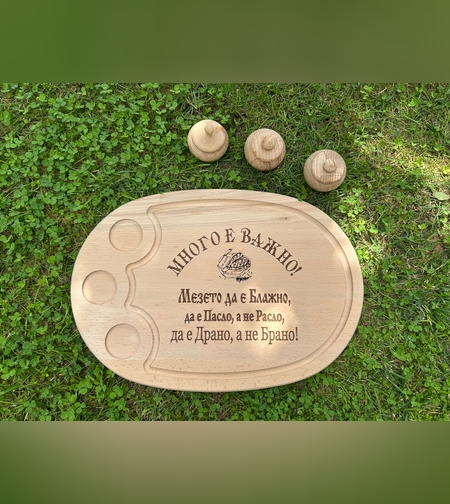 МНОГО Е ВАЖНО!
Мезето да е Блажно,
да е Пасло, а не Расло,
да е Драно, а не Брано!